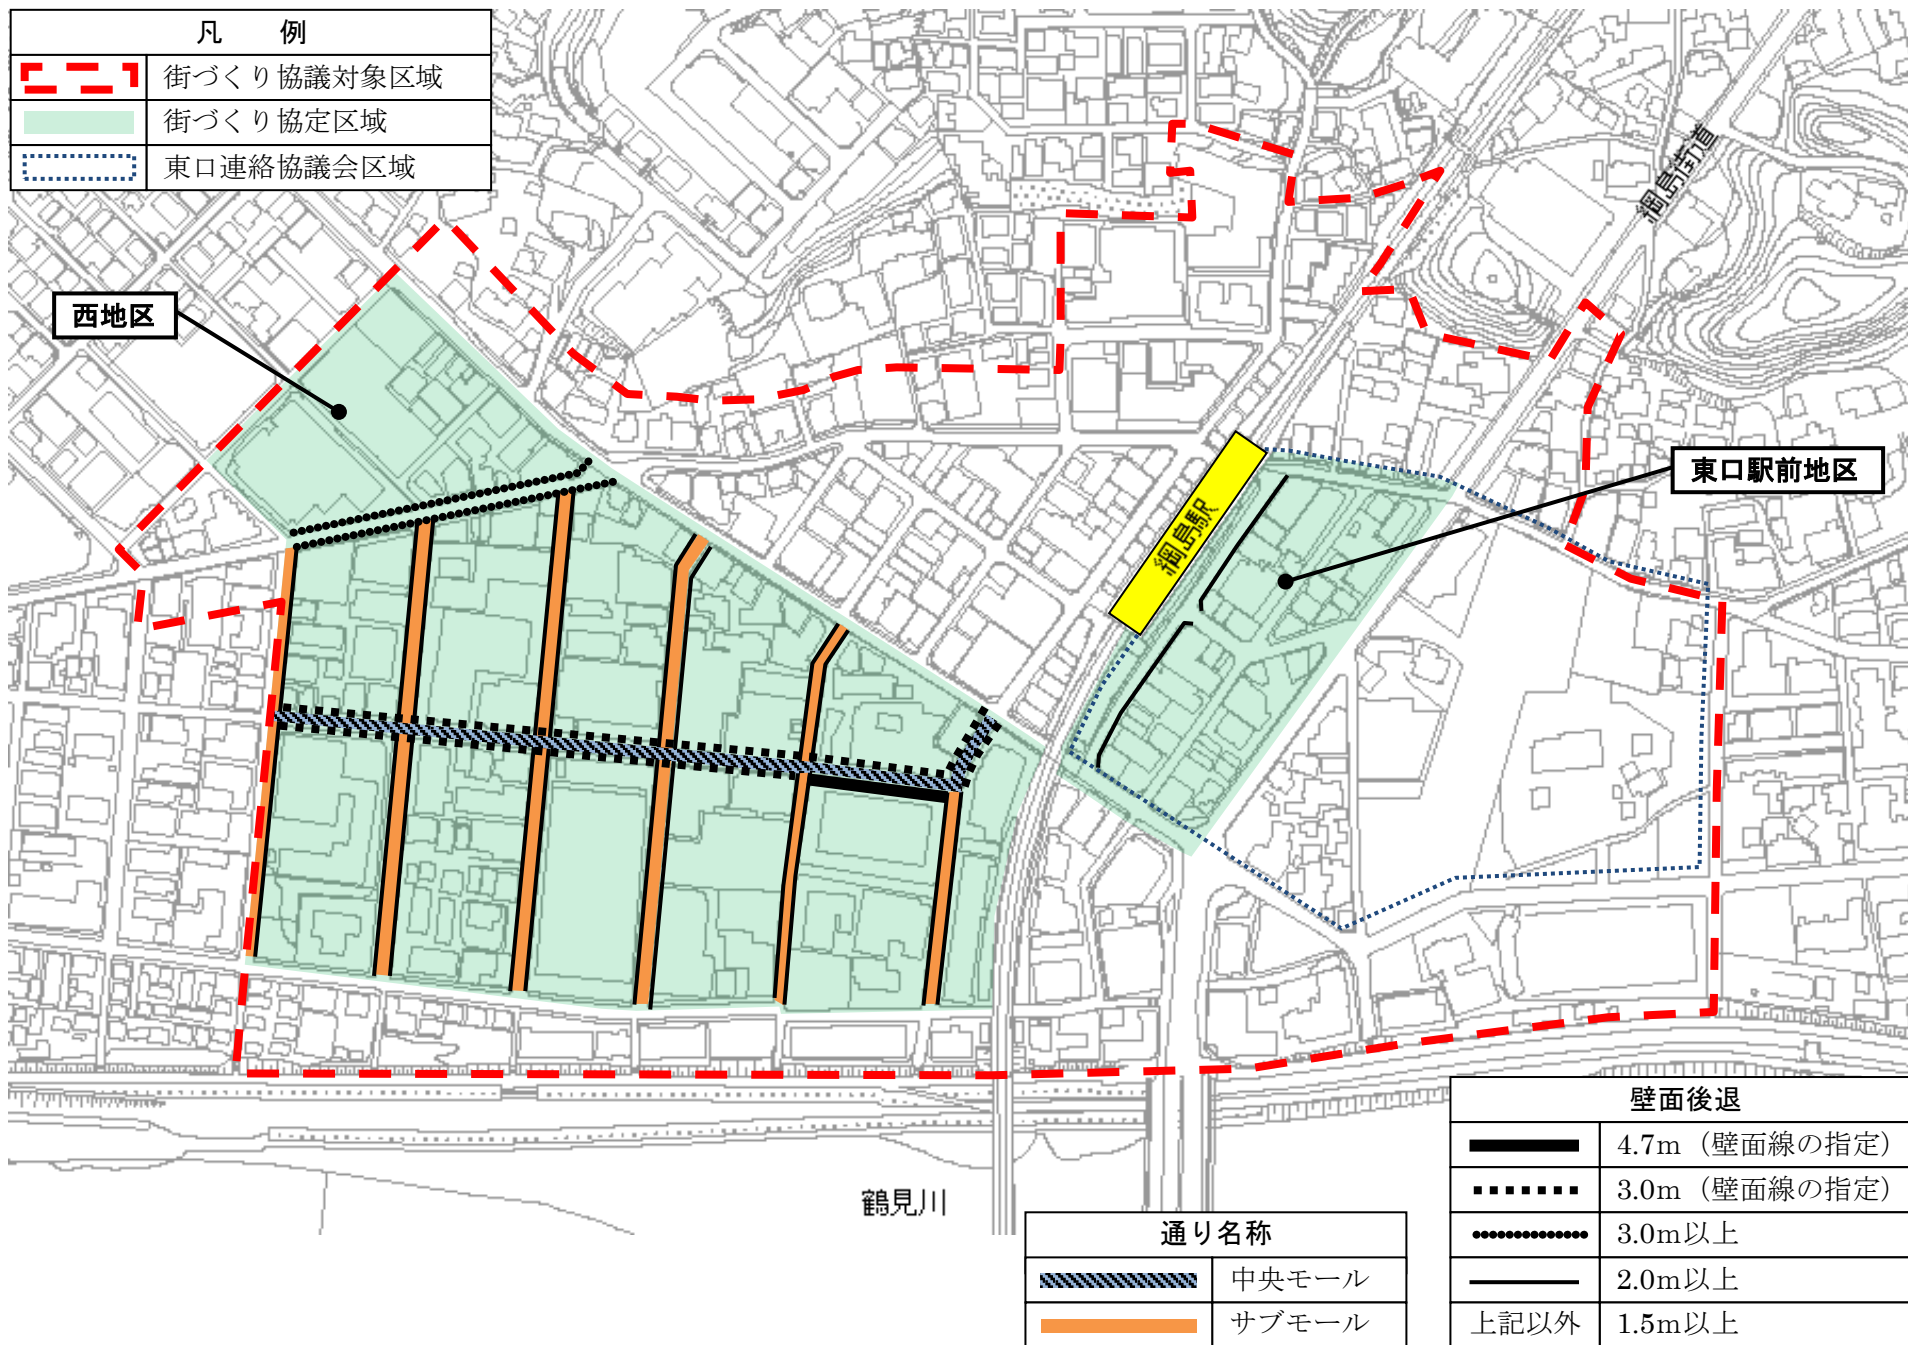 凡 例
街づくり協議対象区域
街づくり協定区域
東口連絡協議会区域
綱島街道
西地区
東口駅前地区
綱島駅
鶴見川
通り名称
中央モール
サブモール
壁面後退
4.7m（壁面線の指定）
3.0m（壁面線の指定）
3.0m以上
2.0m以上
上記以外 1.5m以上